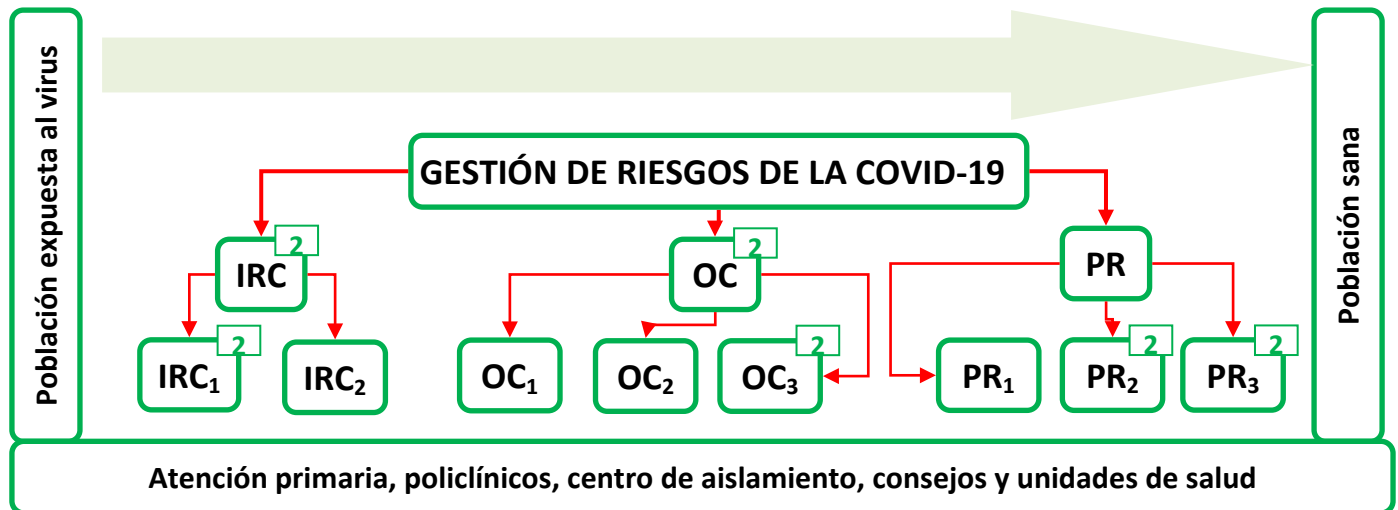 Población expuesta al virus
GESTIÓN DE RIESGOS DE LA COVID-19
Población sana
2
IRC
2
OC
PR
2
IRC₁
IRC₂
OC₁
OC₂
2
OC₃
PR₁
2
PR₂
2
PR₃
Atención primaria, policlínicos, centro de aislamiento, consejos y unidades de salud